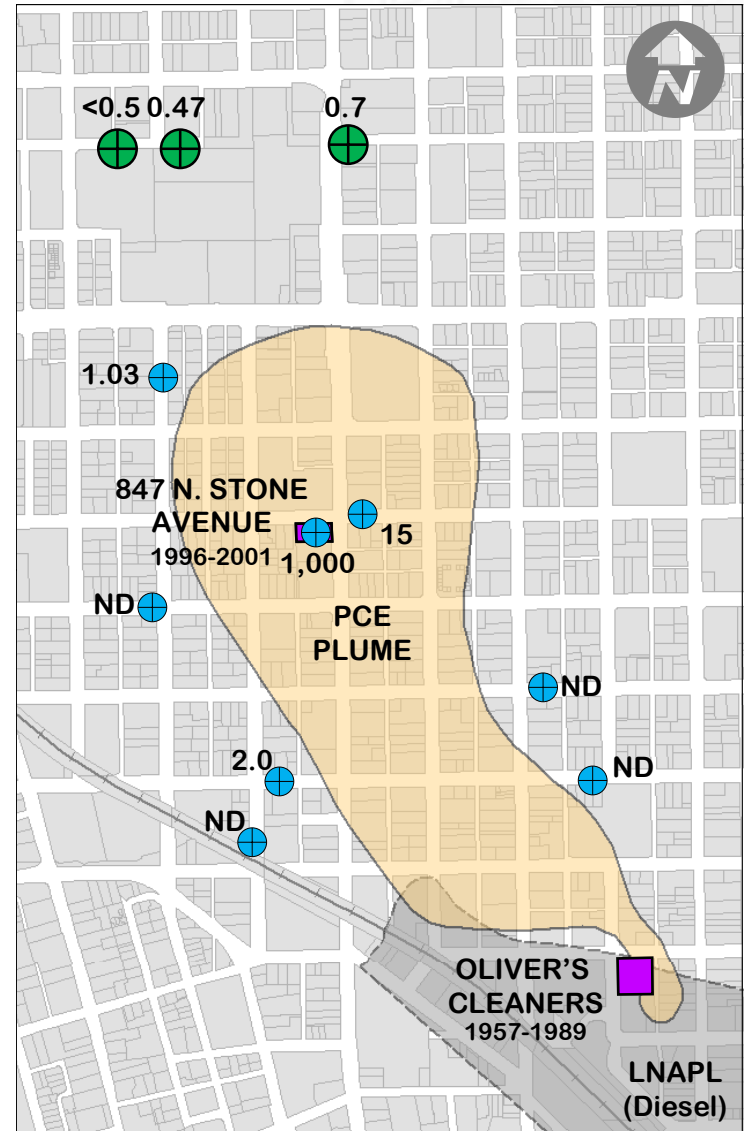 N
<0.5 0.47
0.7
1.03
847 N. STONE
AVENUE
1996-2001
1,000
15
ND
PCE
PLUME
ND
2.0
ND
ND
OLIVER'S
CLEANERS
1957-1989
LNAPL
(Diesel)